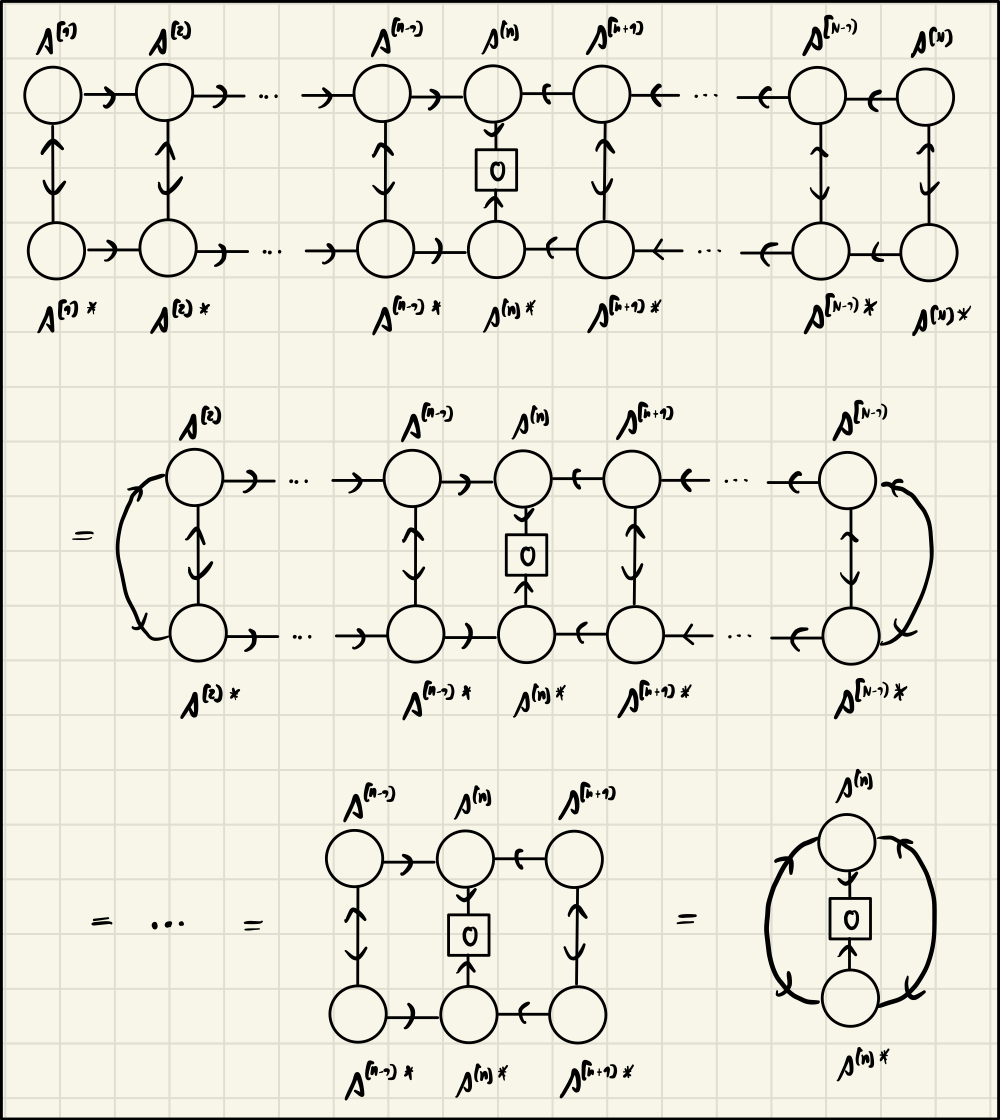 A[1] A[2] A[n-1] A[n] A[n+1] A[N-1] A[N]
... ...
O
... ...
A[1]* A[2]* A[n-1]* A[n]* A[n+1]* A[N-1]* A[N]*
A[2] A[n-1] A[n] A[n+1] A[N-1]
... ...
= O
... ...
A[2]* A[n-1]* A[n]* A[n+1]* A[N-1]*
A[n-1] A[n] A[n+1] A[n]
= ... = O = O
A[n-1]* A[n]* A[n+1]* A[n]*